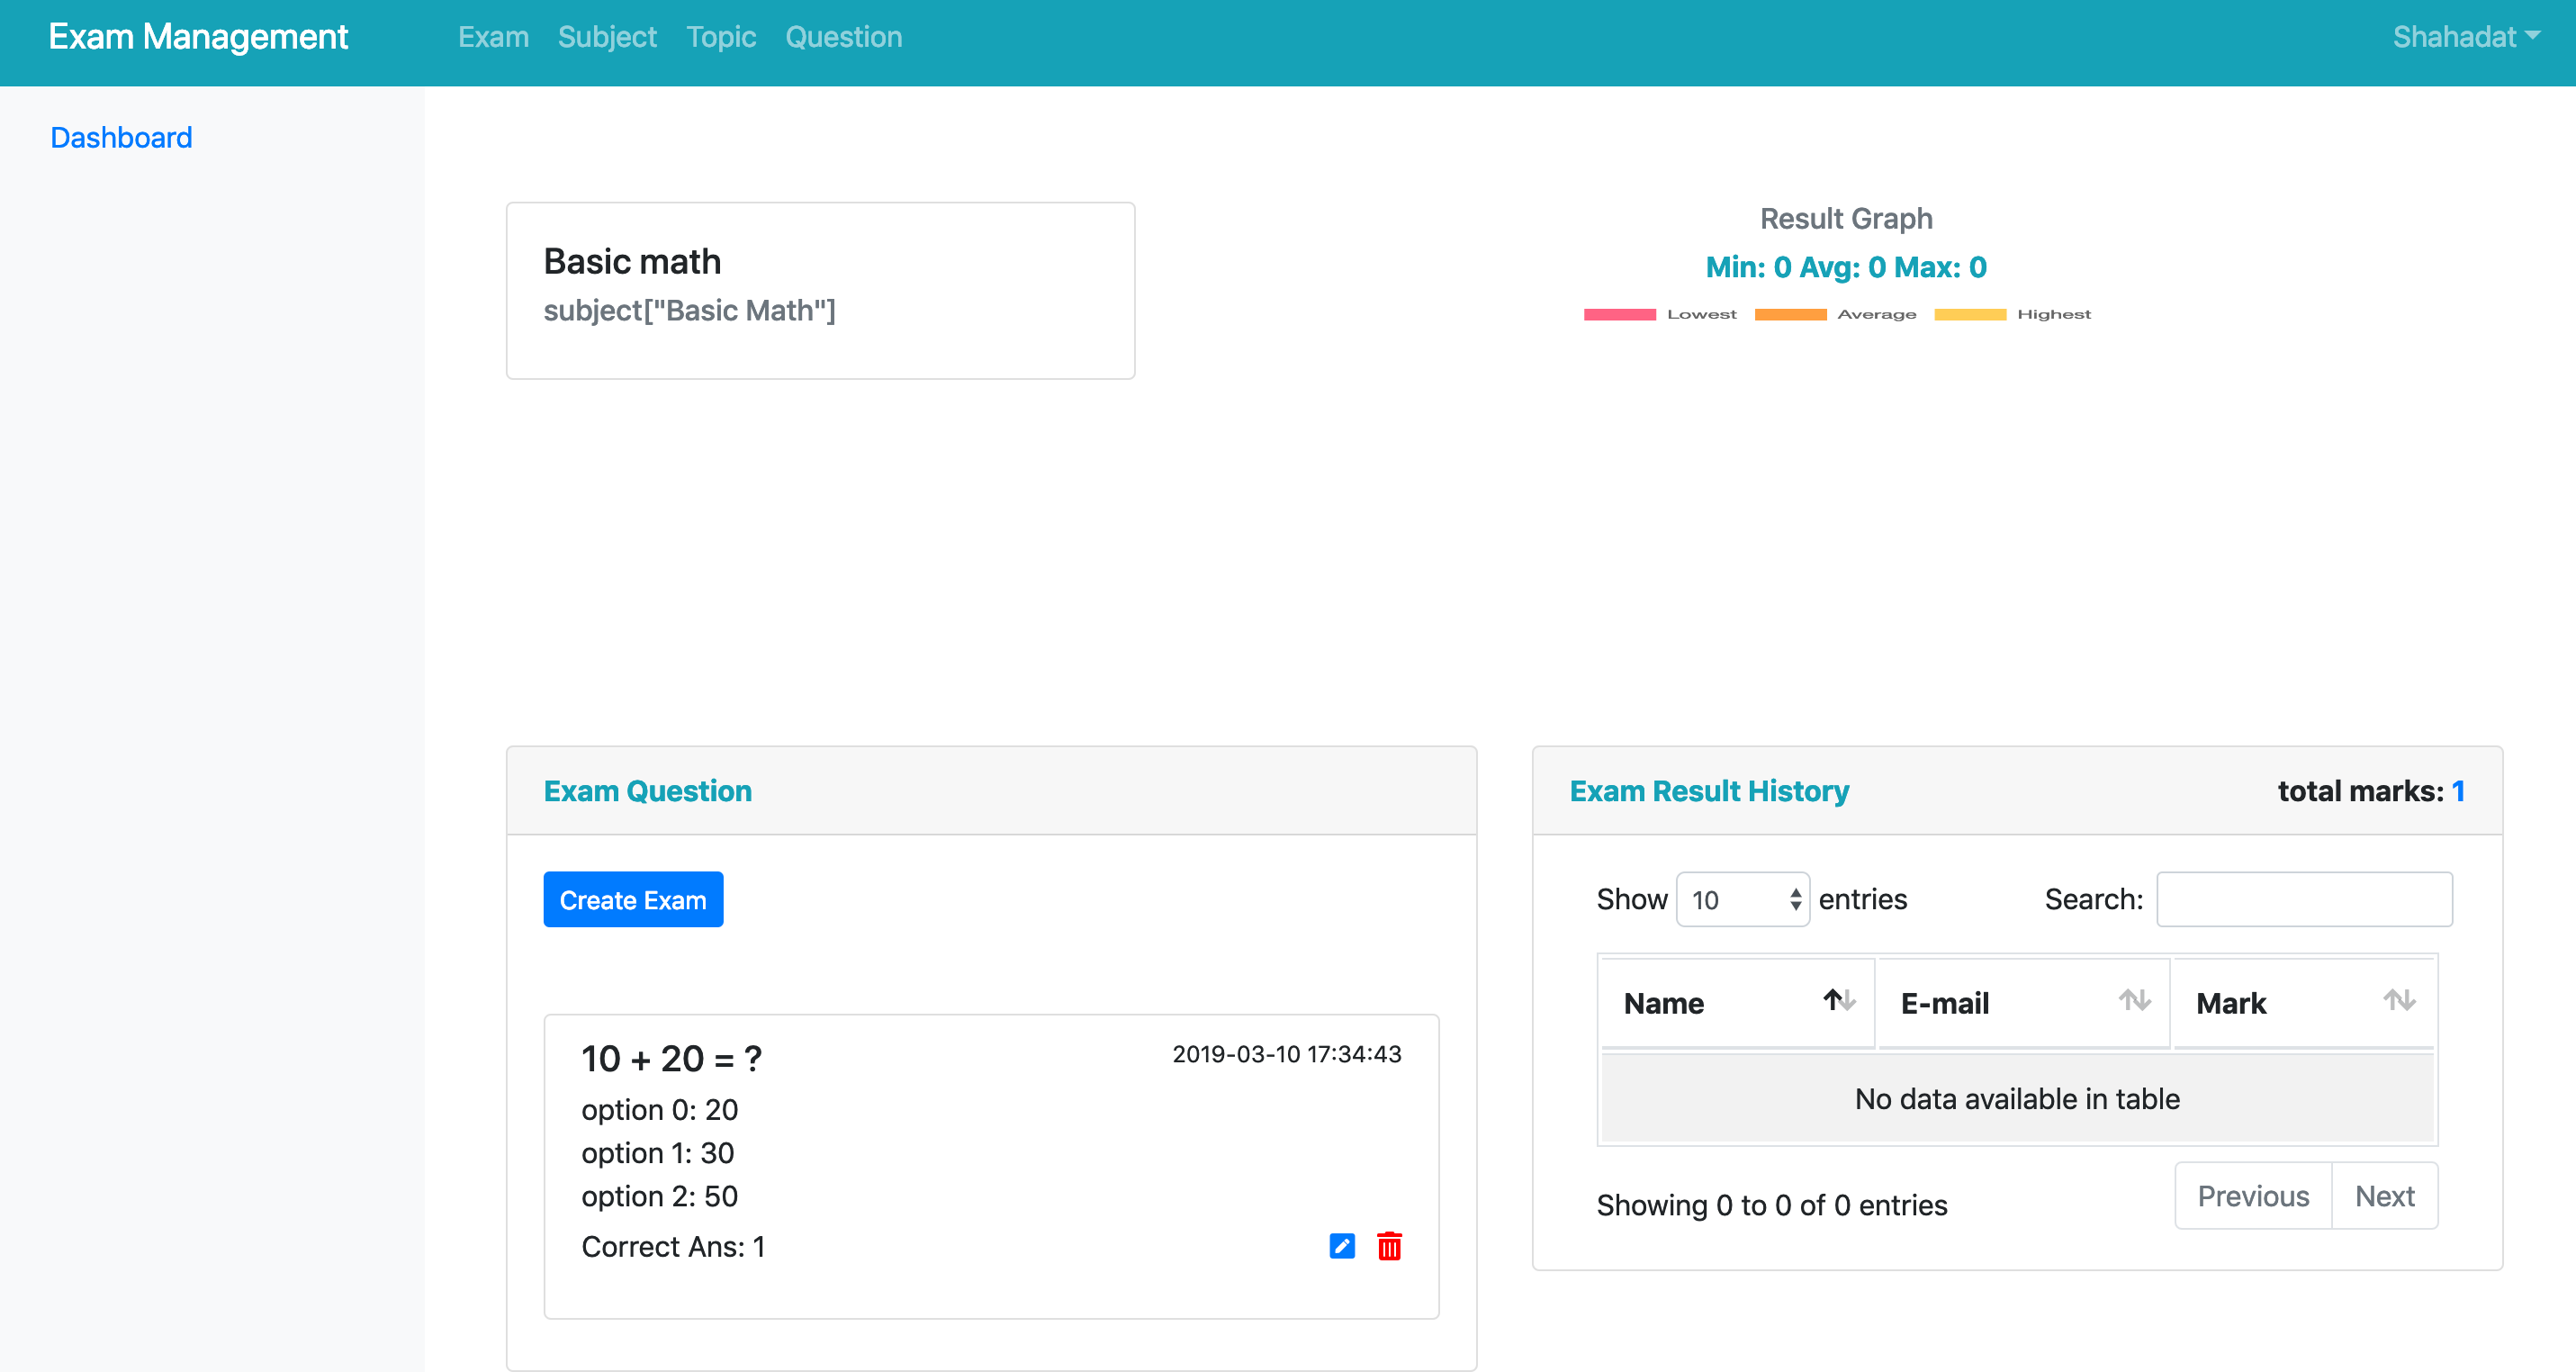 Exam Management Exam Subject Topic Question Shahadat
Dashboard
Basic math
subject["Basic Math"]
Result Graph
Min: 0 Avg: 0 Max: 0
Lowest Average Highest
Exam Question
Create Exam
10 + 20 = ? 2019-03-10 17:34:43
option 0: 20
option 1: 30
option 2: 50
Correct Ans: 1
Exam Result History total marks: 1
Show 10 entries Search:
Name E-mail Mark
No data available in table
Showing 0 to 0 of 0 entries Previous Next